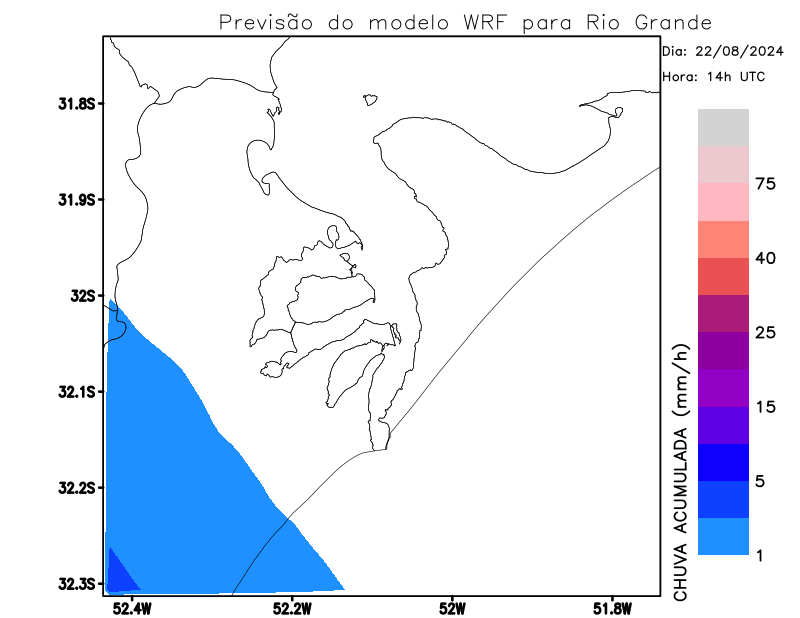 Previsão do modelo WRF para Rio Grande
Dia: 22/08/2024
Hora: 14h UTC
31.8S
31.9S
32S
32.1S
32.2S
32.3S
52.4W
52.2W
52W
51.8W
75
40
25
15
5
1
CHUVA ACUMULADA (mm/h)